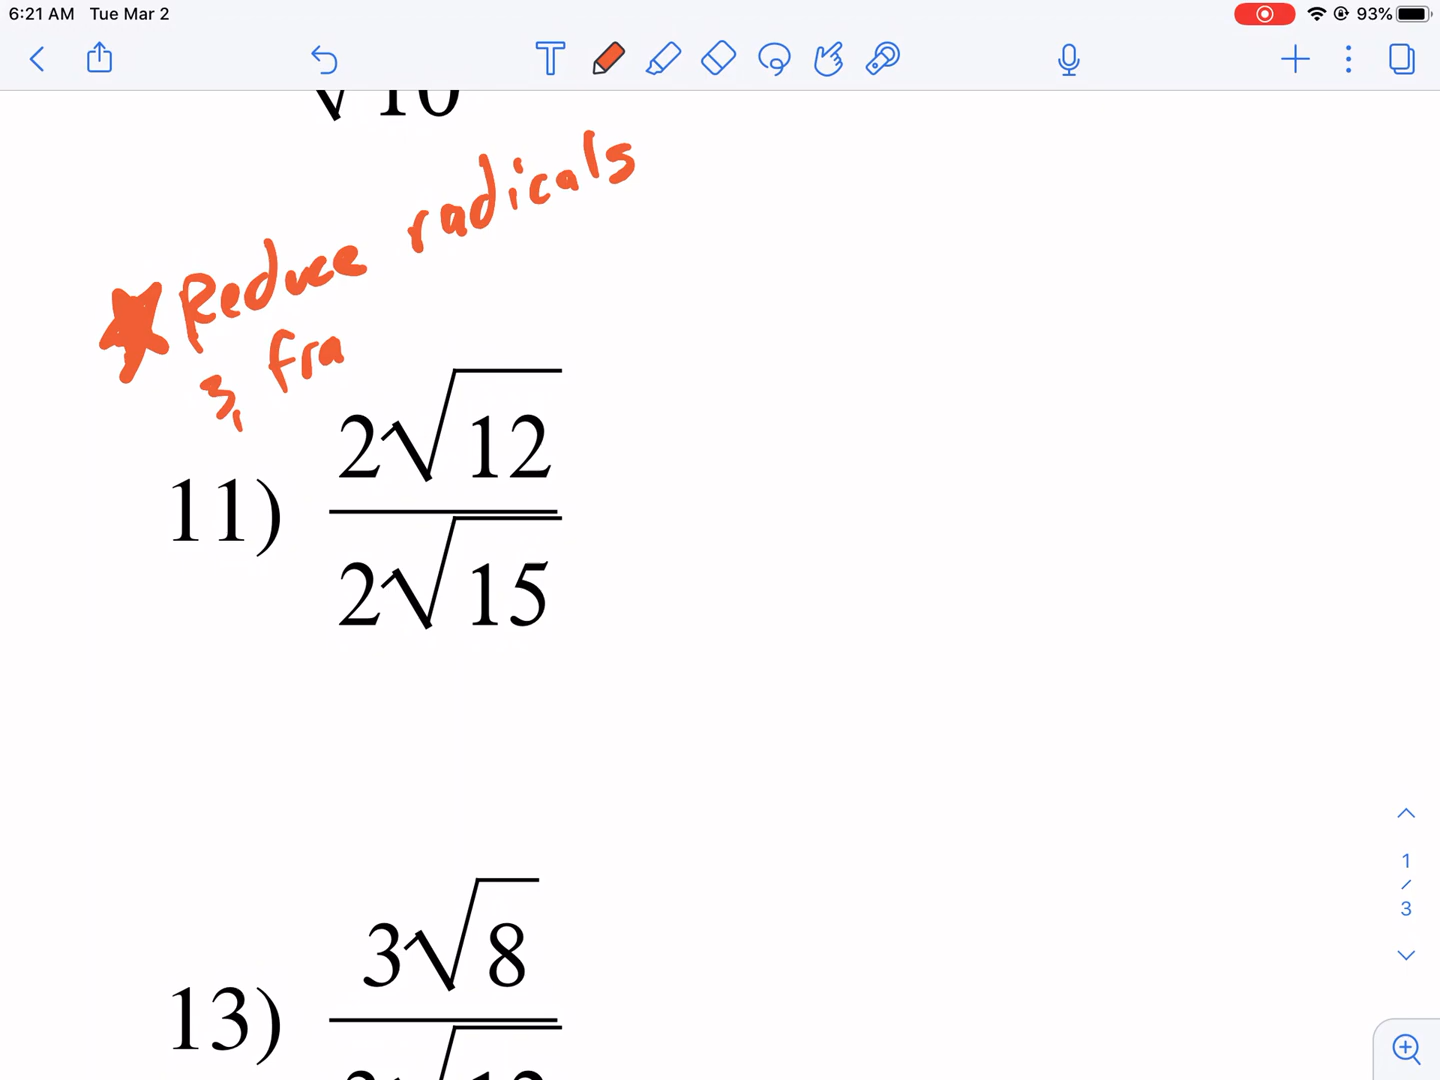 6:21 AM Tue Mar 2 93%
√10
Reduce radicals
fra
11) 2√12
2√15
1
/
3
3√8
13)